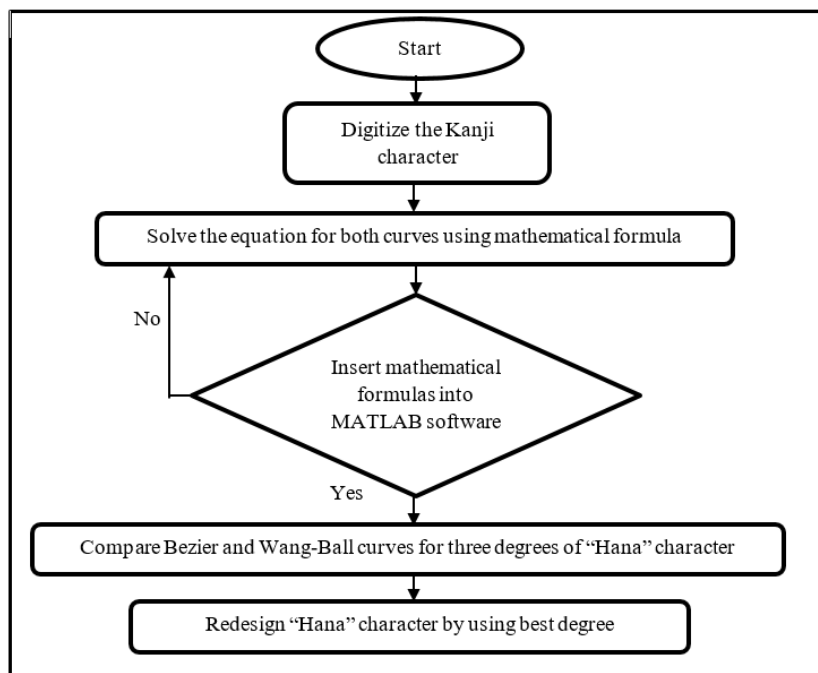 Start
Digitize the Kanji
character
Solve the equation for both curves using mathematical formula
No
Insert mathematical
formulas into
MATLAB software
Yes
Compare Bezier and Wang-Ball curves for three degrees of “Hana” character
Redesign “Hana” character by using best degree